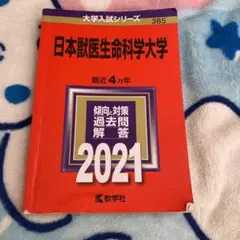 大学入試シリーズ
385
日本獣医生命科学大学
最近4カ年
傾向と対策
過去問
解答
2021
数学社